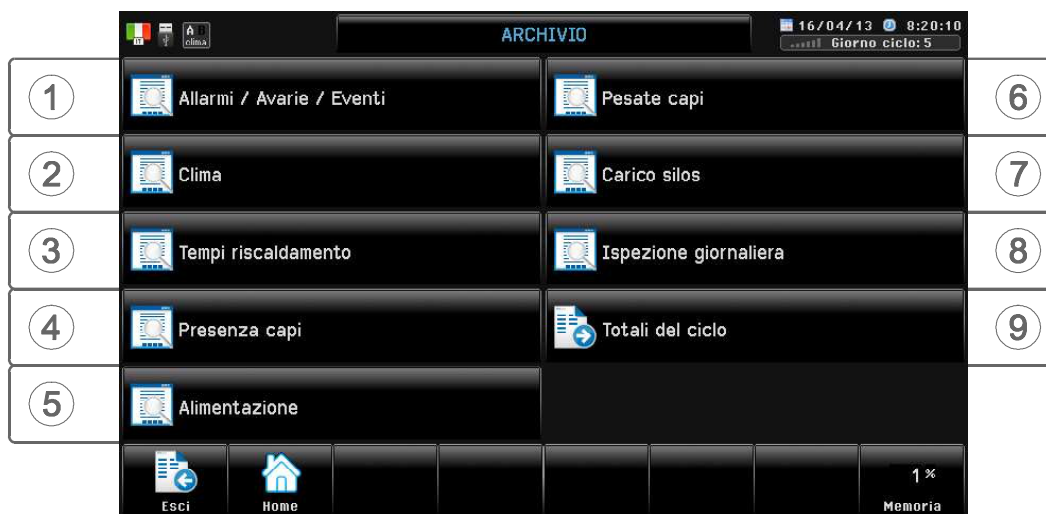 IT
A B
clima
ARCHIVIO
16/04/13 8:20:10
Giorno ciclo: 5
1
Allarmi / Avarie / Eventi
2
Clima
3
Tempi riscaldamento
4
Presenza capi
5
Alimentazione
Pesate capi
6
Carico silos
7
Ispezione giornaliera
8
Totali del ciclo
9
Esci
Home
1 %
Memoria